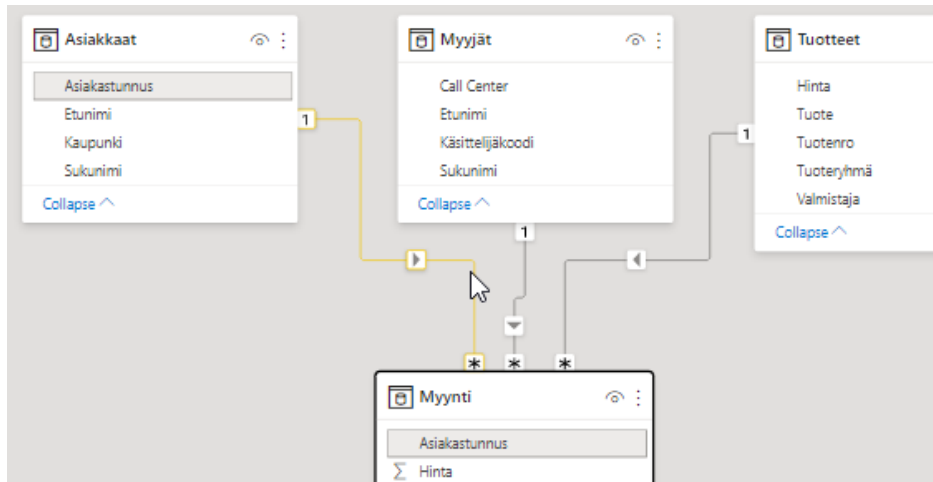 Asiakkaat
Asiakastunnus
Etunimi
Kaupunki
Sukunimi
Collapse
Myyjät
Call Center
Etunimi
Käsittelijäkoodi
Sukunimi
Collapse
Tuotteet
Hinta
Tuote
Tuotenro
Tuoteryhmä
Valmistaja
Collapse
1
1
1
*
*
*
Myynti
Asiakastunnus
Σ Hinta